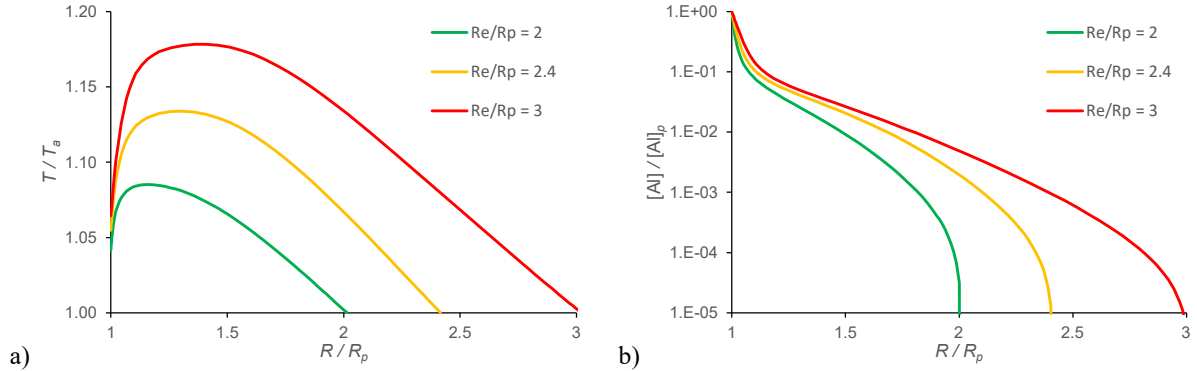 1.20
1.15
1.10
1.05
1.00
T / Ta
Re/Rp = 2
Re/Rp = 2.4
Re/Rp = 3
1 1.5 2 2.5 3
R / Rp
a)
1.E+00
1.E-01
1.E-02
1.E-03
1.E-04
1.E-05
[Al] / [Al]p
Re/Rp = 2
Re/Rp = 2.4
Re/Rp = 3
1 1.5 2 2.5 3
R / Rp
b)